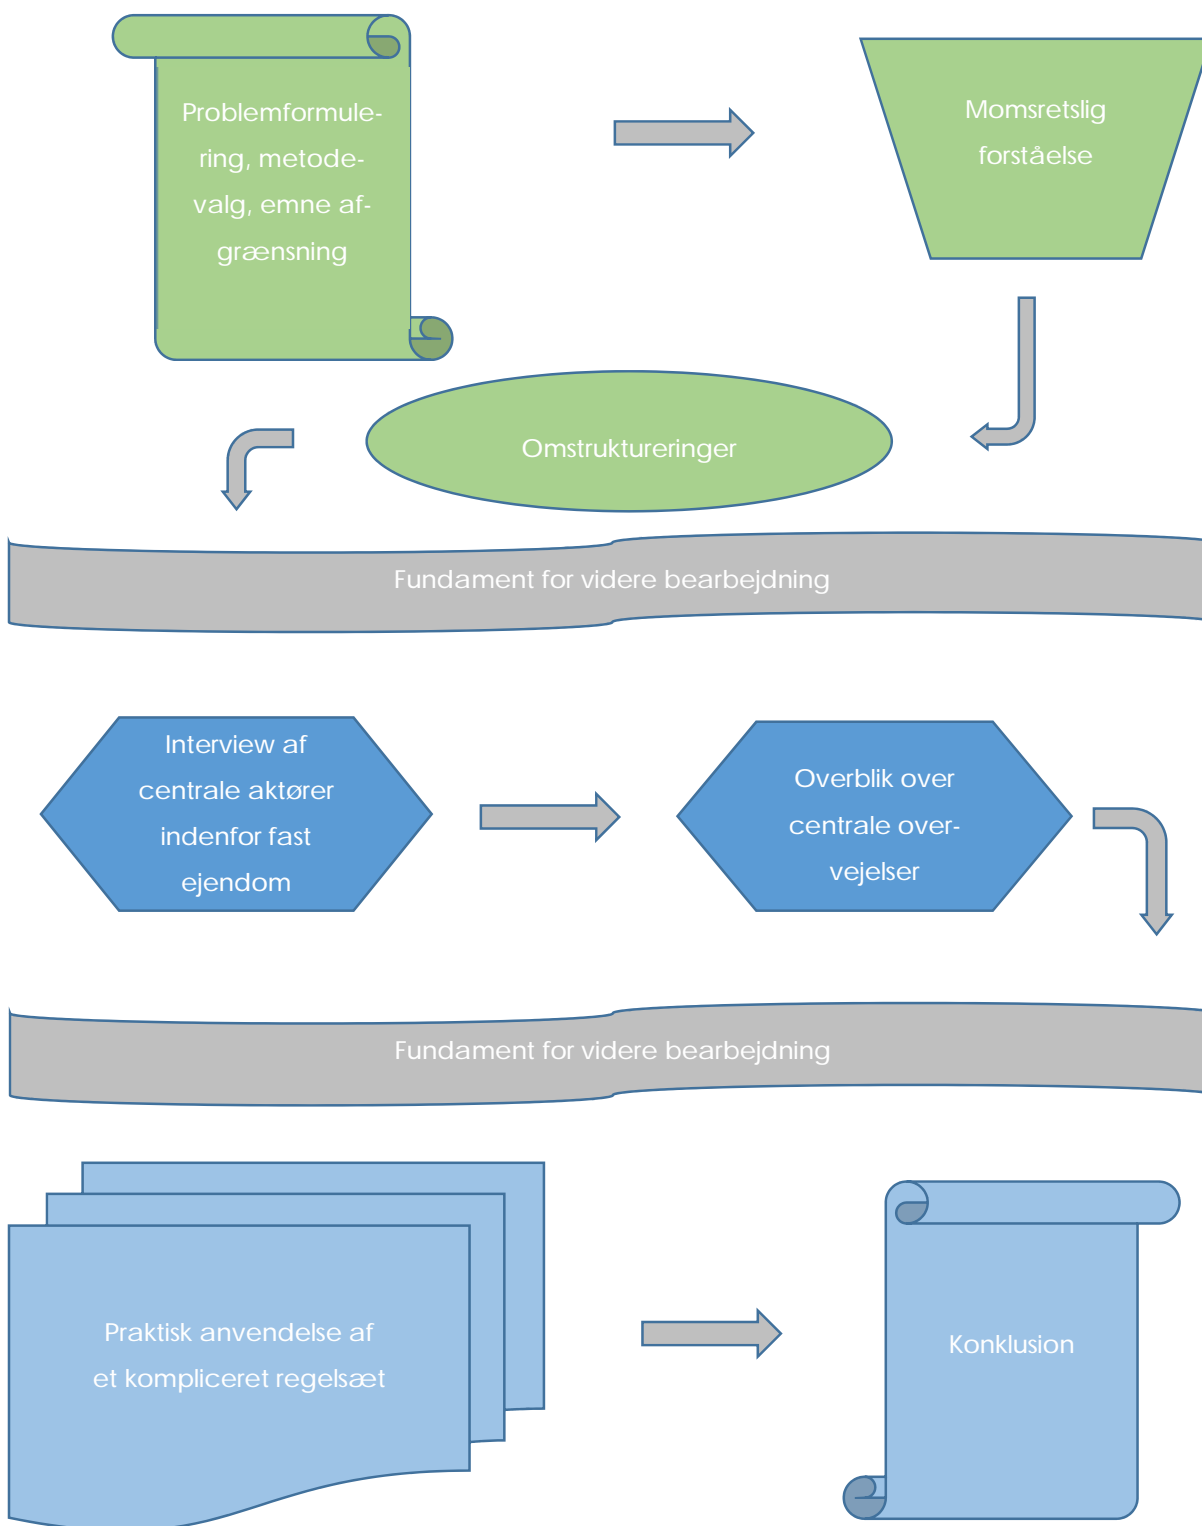 Problemformule-
ring, metode-
valg, emne af-
grænsning
Momsretslig
forståelse
Omstruktureringer
Fundament for videre bearbejdning
Interview af
centrale aktører
indenfor fast
ejendom
Overblik over
centrale over-
vejelser
Fundament for videre bearbejdning
Praktisk anvendelse af
et kompliceret regelsæt
Konklusion